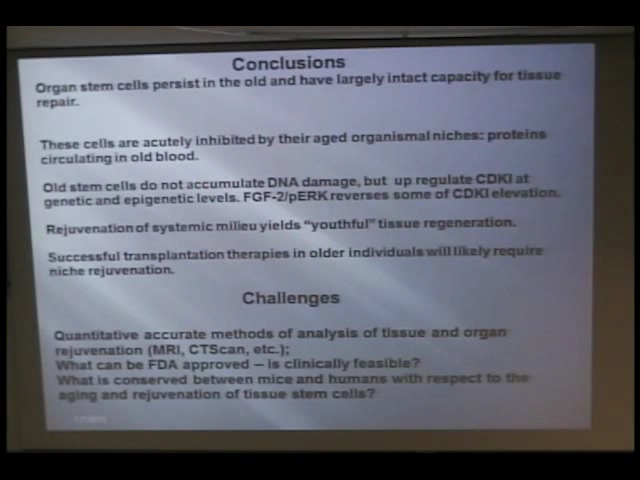 Conclusions
Organ stem cells persist in the old and have largely intact capacity for tissue
repair.
These cells are acutely inhibited by their aged organismal niches: proteins
circulating in old blood.
Old stem cells do not accumulate DNA damage, but up regulate CDKI at
genetic and epigenetic levels. FGF-2/pERK reverses some of CDKI elevation.
Rejuvenation of systemic milieu yields “youthful” tissue regeneration.
Successful transplantation therapies in older individuals will likely require
niche rejuvenation.
Challenges
Quantitative accurate methods of analysis of tissue and organ
rejuvenation (MRI, CTScan, etc.);
What can be FDA approved – is clinically feasible?
What is conserved between mice and humans with respect to the
aging and rejuvenation of tissue stem cells?